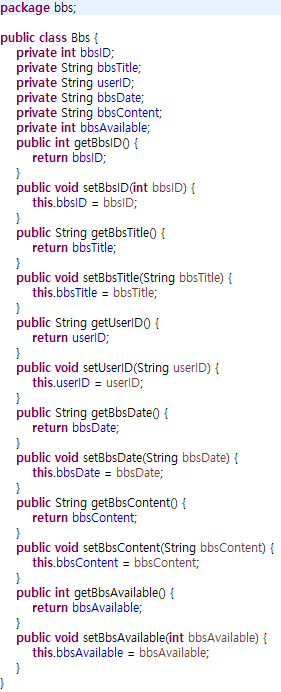 package bbs;
public class Bbs {
private int bbsID;
private String bbsTitle;
private String userID;
private String bbsDate;
private String bbsContent;
private int bbsAvailable;
public int getBbsID() {
return bbsID;
}
public void setBbsID(int bbsID) {
this.bbsID = bbsID;
}
public String getBbsTitle() {
return bbsTitle;
}
public void setBbsTitle(String bbsTitle) {
this.bbsTitle = bbsTitle;
}
public String getUserID() {
return userID;
}
public void setUserID(String userID) {
this.userID = userID;
}
public String getBbsDate() {
return bbsDate;
}
public void setBbsDate(String bbsDate) {
this.bbsDate = bbsDate;
}
public String getBbsContent() {
return bbsContent;
}
public void setBbsContent(String bbsContent) {
this.bbsContent = bbsContent;
}
public int getBbsAvailable() {
return bbsAvailable;
}
public void setBbsAvailable(int bbsAvailable) {
this.bbsAvailable = bbsAvailable;
}
}